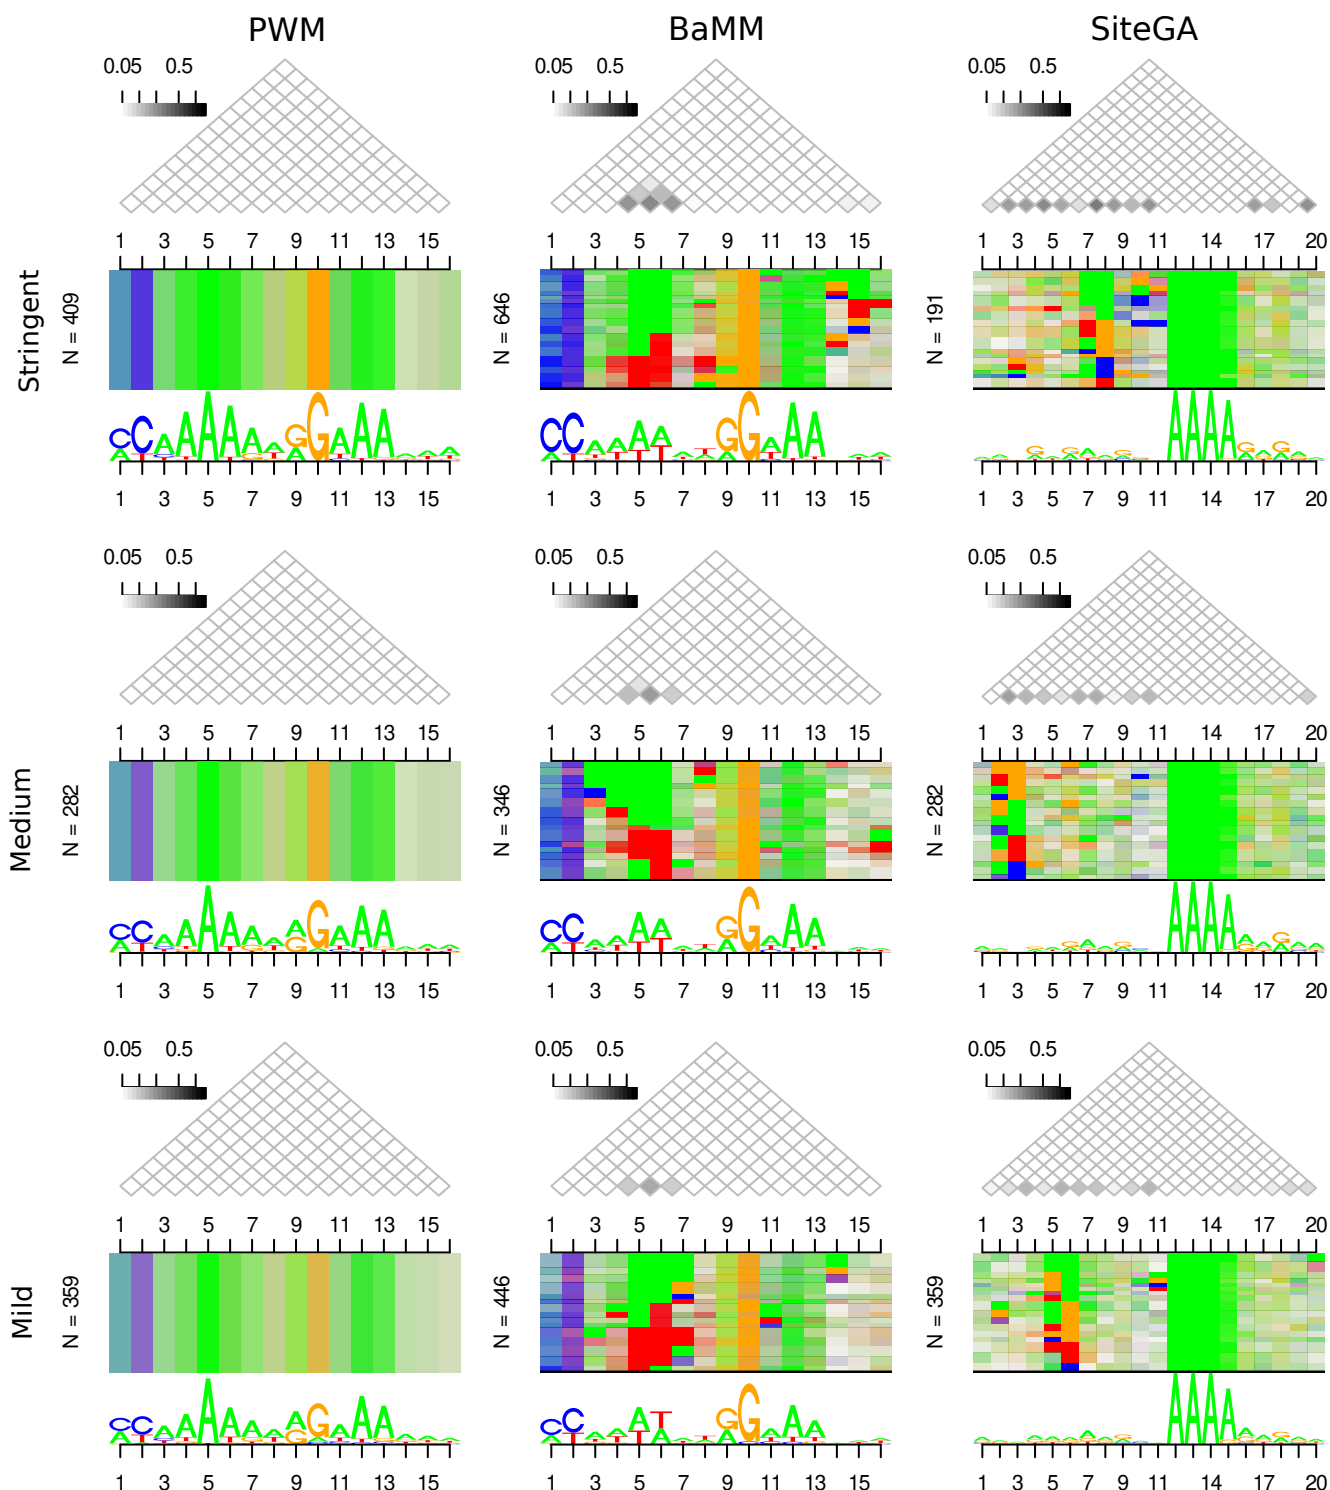 PWM BaMM SiteGA
0.05 0.5 0.05 0.5 0.05 0.5
1 3 5 7 9 11 13 15 1 3 5 7 9 11 13 15 1 3 5 7 9 11 14 17 20
Stringent
N = 409
N = 646
N = 191
1 3 5 7 9 11 13 15 1 3 5 7 9 11 13 15 1 3 5 7 9 11 14 17 20
0.05 0.5 0.05 0.5 0.05 0.5
1 3 5 7 9 11 13 15 1 3 5 7 9 11 13 15 1 3 5 7 9 11 14 17 20
Medium
N = 282
N = 346
N = 282
1 3 5 7 9 11 13 15 1 3 5 7 9 11 13 15 1 3 5 7 9 11 14 17 20
0.05 0.5 0.05 0.5 0.05 0.5
1 3 5 7 9 11 13 15 1 3 5 7 9 11 13 15 1 3 5 7 9 11 14 17 20
Mild
N = 359
N = 446
N = 359
1 3 5 7 9 11 13 15 1 3 5 7 9 11 13 15 1 3 5 7 9 11 14 17 20